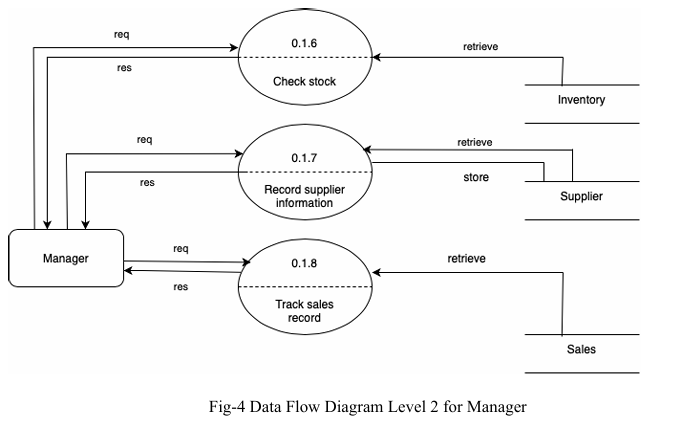 req
0.1.6
retrieve
res
Check stock
Inventory
req
0.1.7
retrieve
res
Record supplier
information
store
Supplier
Manager
req
0.1.8
retrieve
res
Track sales
record
Sales
Fig-4 Data Flow Diagram Level 2 for Manager